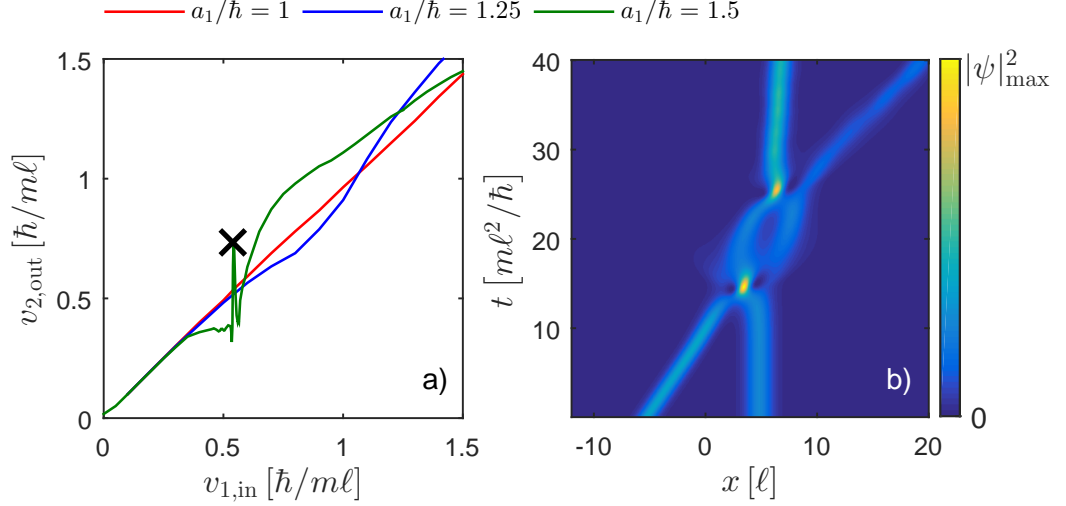 a₁/ħ = 1 a₁/ħ = 1.25 a₁/ħ = 1.5
1.5
1
0.5
0
v₂,out [ħ/mℓ]
0 0.5 1 1.5
v₁,in [ħ/mℓ]
a)
40
30
20
10
t [mℓ²/ħ]
-10 0 10 20
x [ℓ]
b)
|ψ|²max
0